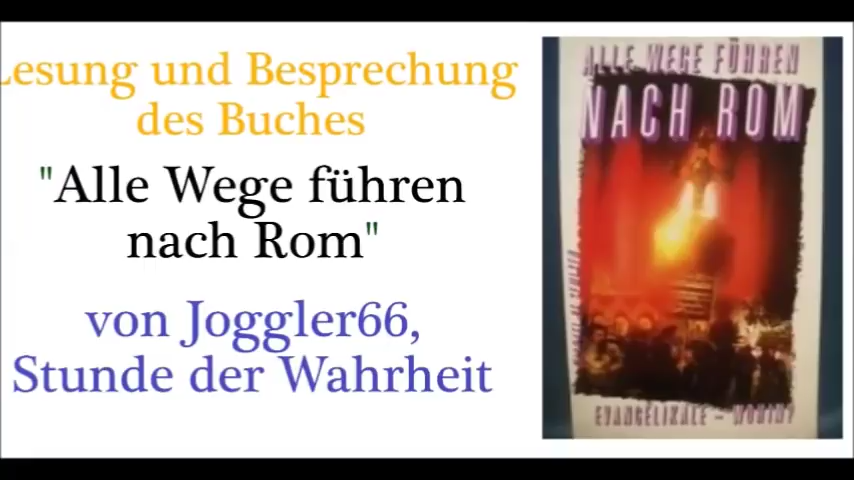 Lesung und Besprechung
des Buches
"Alle Wege führen
nach Rom"
von Joggler66,
Stunde der Wahrheit
ALLE WEGE FÜHREN
NACH ROM
EVANGELIKALE – WOHIN?